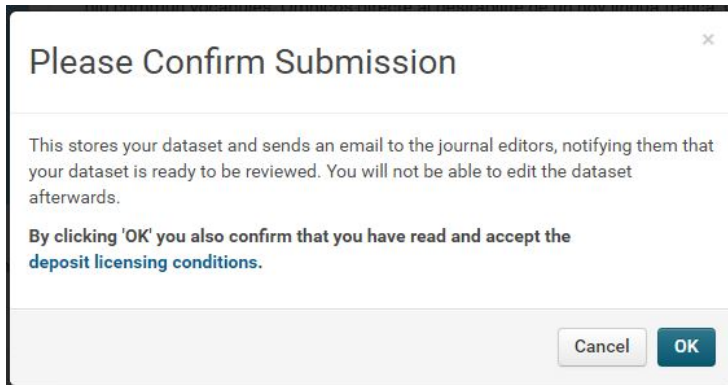 Please Confirm Submission
×
This stores your dataset and sends an email to the journal editors, notifying them that
your dataset is ready to be reviewed. You will not be able to edit the dataset
afterwards.
By clicking 'OK' you also confirm that you have read and accept the
deposit licensing conditions.
Cancel OK